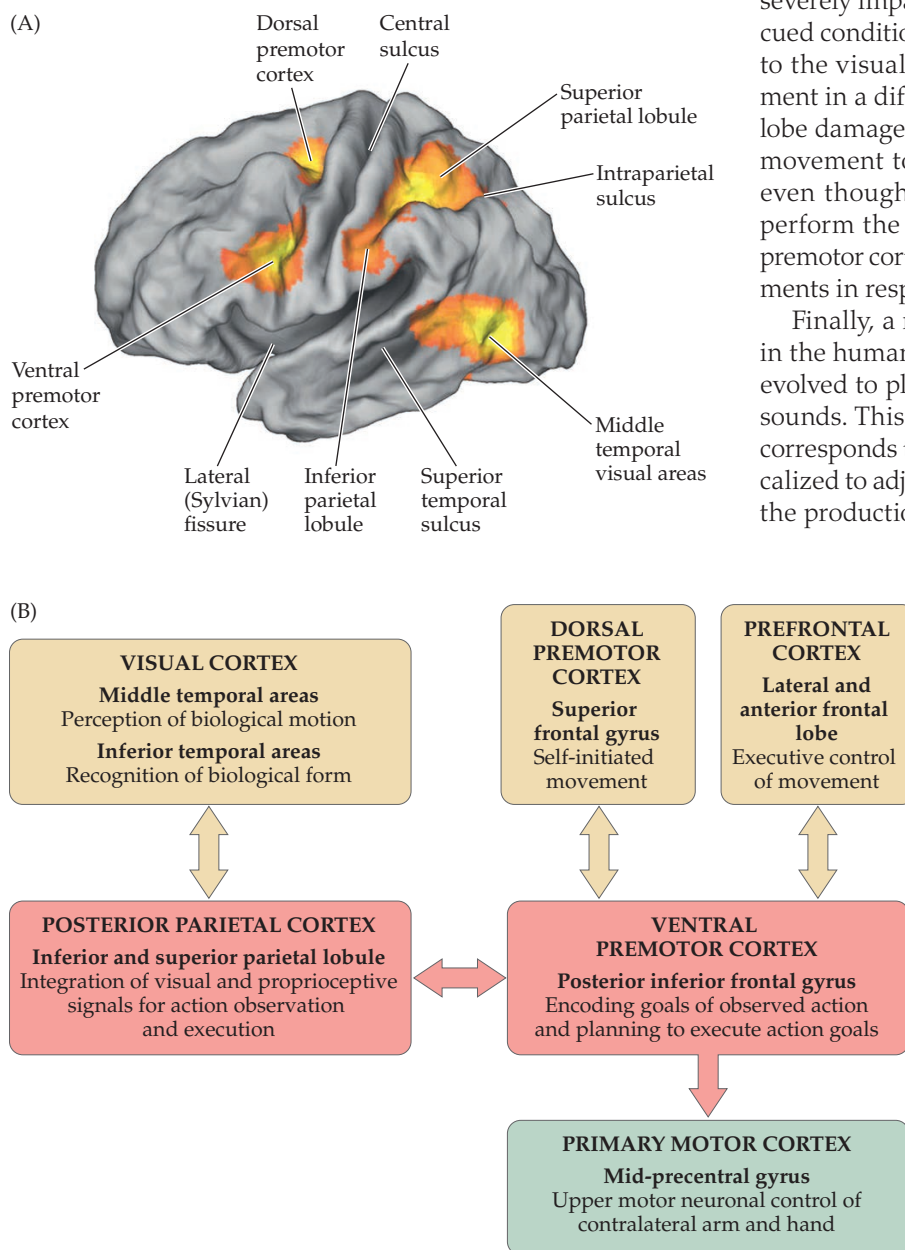 (A)
Dorsal
premotor
cortex
Central
sulcus
Superior
parietal lobule
Intraparietal
sulcus
Ventral
premotor
cortex
Lateral
(Sylvian)
fissure
Inferior
parietal
lobule
Superior
temporal
sulcus
Middle
temporal
visual areas
cued condition
to the visual
ment in a dif
lobe damage
movement to
even though
perform the
premotor cor
ments in resp
Finally, a
in the human
evolved to pl
sounds. This
corresponds
calized to adj
the productio
(B)
VISUAL CORTEX
Middle temporal areas
Perception of biological motion
Inferior temporal areas
Recognition of biological form
DORSAL
PREMOTOR
CORTEX
Superior
frontal gyrus
Self-initiated
movement
PREFRONTAL
CORTEX
Lateral and
anterior frontal
lobe
Executive control
of movement
POSTERIOR PARIETAL CORTEX
Inferior and superior parietal lobule
Integration of visual and proprioceptive
signals for action observation
and execution
VENTRAL
PREMOTOR CORTEX
Posterior inferior frontal gyrus
Encoding goals of observed action
and planning to execute action goals
PRIMARY MOTOR CORTEX
Mid-precentral gyrus
Upper motor neuronal control of
contralateral arm and hand